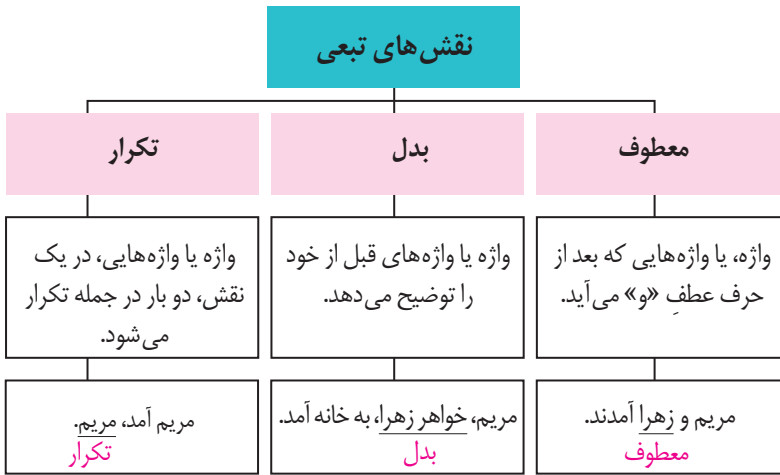 نقش‌های تبعی
معطوف
بدل
تکرار
واژه، یا واژه‌هایی که بعد از
حرف عطفِ «و» می‌آید.
واژه یا واژه‌های قبل از خود
را توضیح می‌دهد.
واژه یا واژه‌هایی، در یک
نقش، دو بار در جمله تکرار
می‌شود.
مریم و زهرا آمدند.
معطوف
مریم، خواهر زهرا، به خانه آمد.
بدل
مریم آمد، مریم.
تکرار